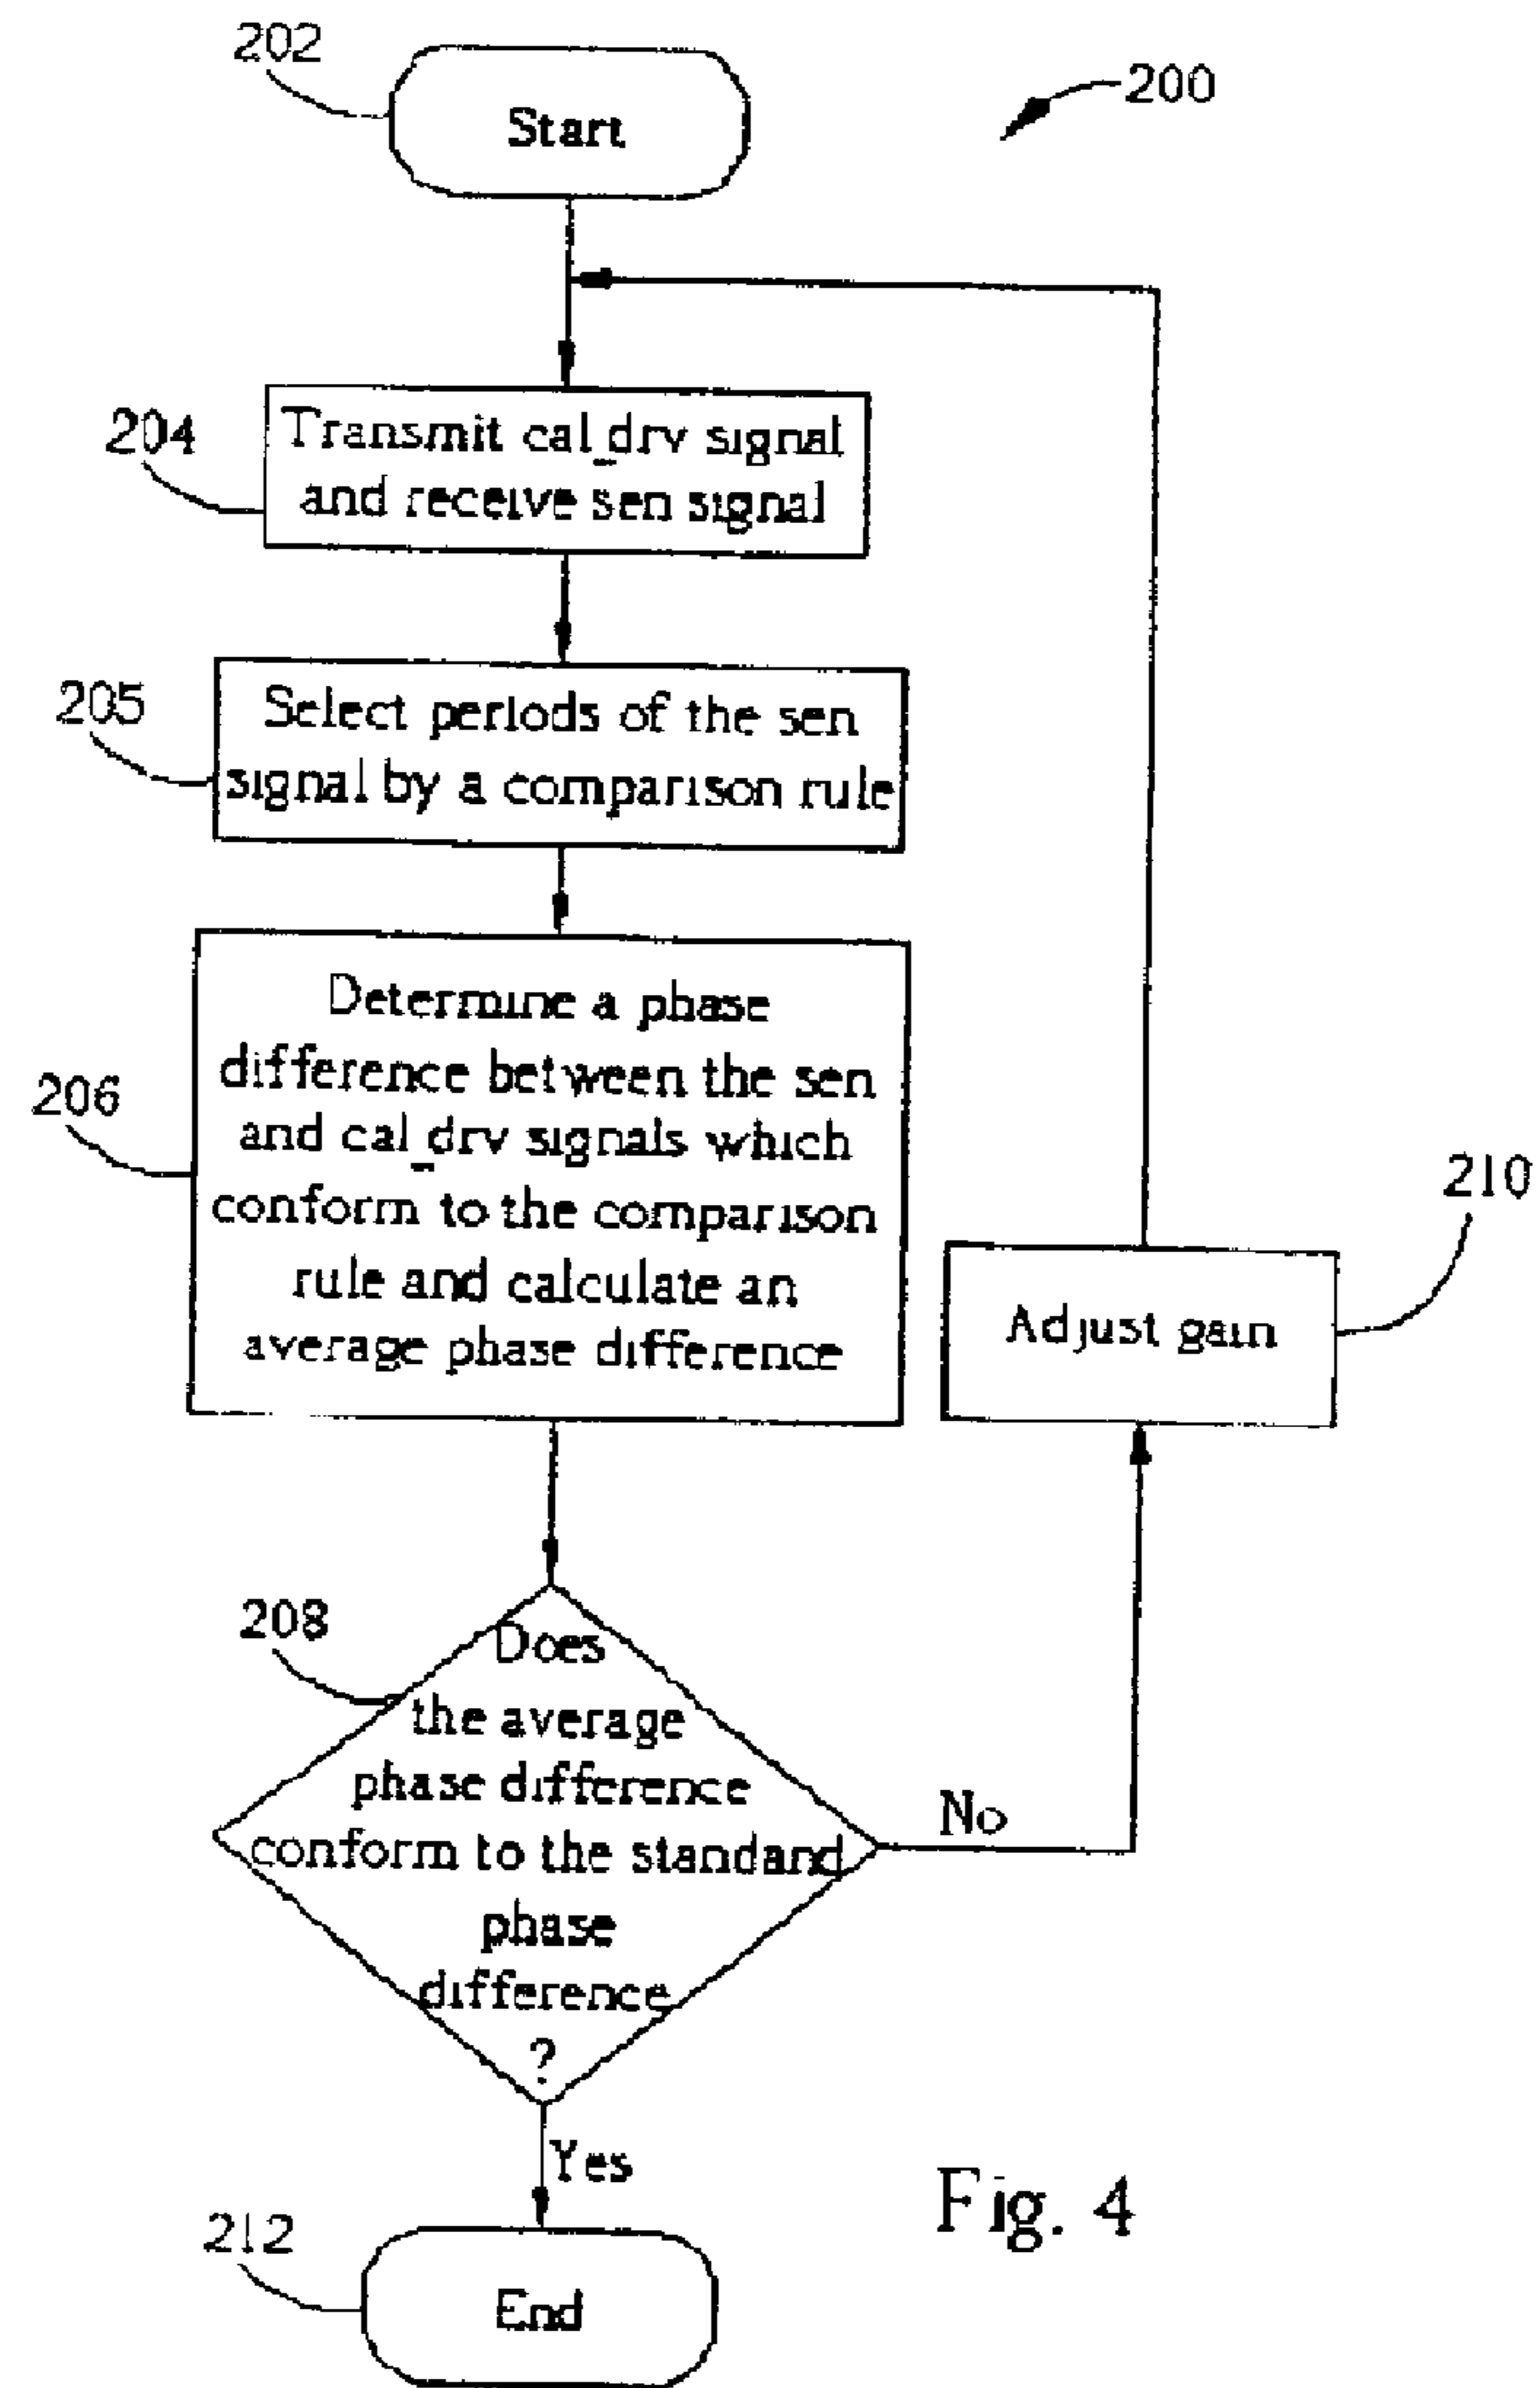 202
Start
200
204
Transmit cal_drv signal
and receive sen signal
205
Select periods of the sen
signal by a comparison rule
206
Determine a phase
difference between the sen
and cal_drv signals which
conform to the comparison
rule and calculate an
average phase difference
210
Adjust gain
208
Does
the average
phase difference
conform to the standard
phase
difference
?
No
Yes
212
End
Fig. 4